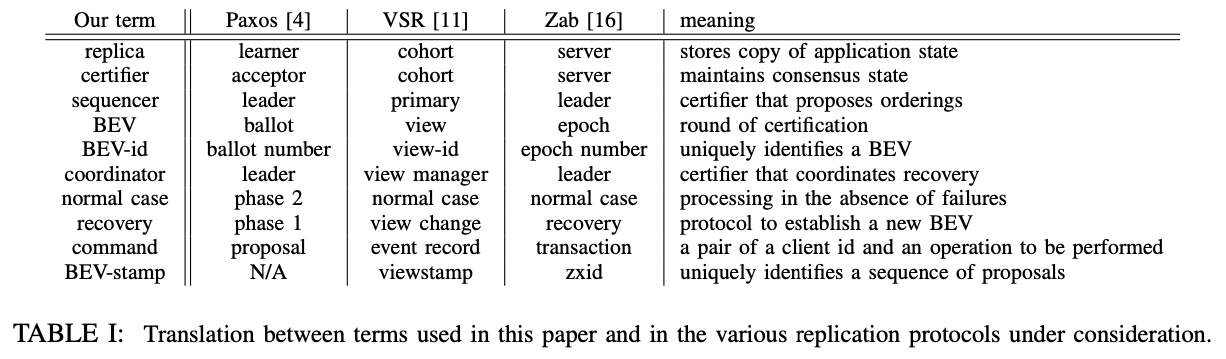 Our term Paxos [4] VSR [11] Zab [16] meaning
replica learner cohort server stores copy of application state
certifier acceptor cohort server maintains consensus state
sequencer leader primary leader certifier that proposes orderings
BEV ballot view epoch round of certification
BEV-id ballot number view-id epoch number uniquely identifies a BEV
coordinator leader view manager leader certifier that coordinates recovery
normal case phase 2 normal case normal case processing in the absence of failures
recovery phase 1 view change recovery protocol to establish a new BEV
command proposal event record transaction a pair of a client id and an operation to be performed
BEV-stamp N/A viewstamp zxid uniquely identifies a sequence of proposals
TABLE I: Translation between terms used in this paper and in the various replication protocols under consideration.